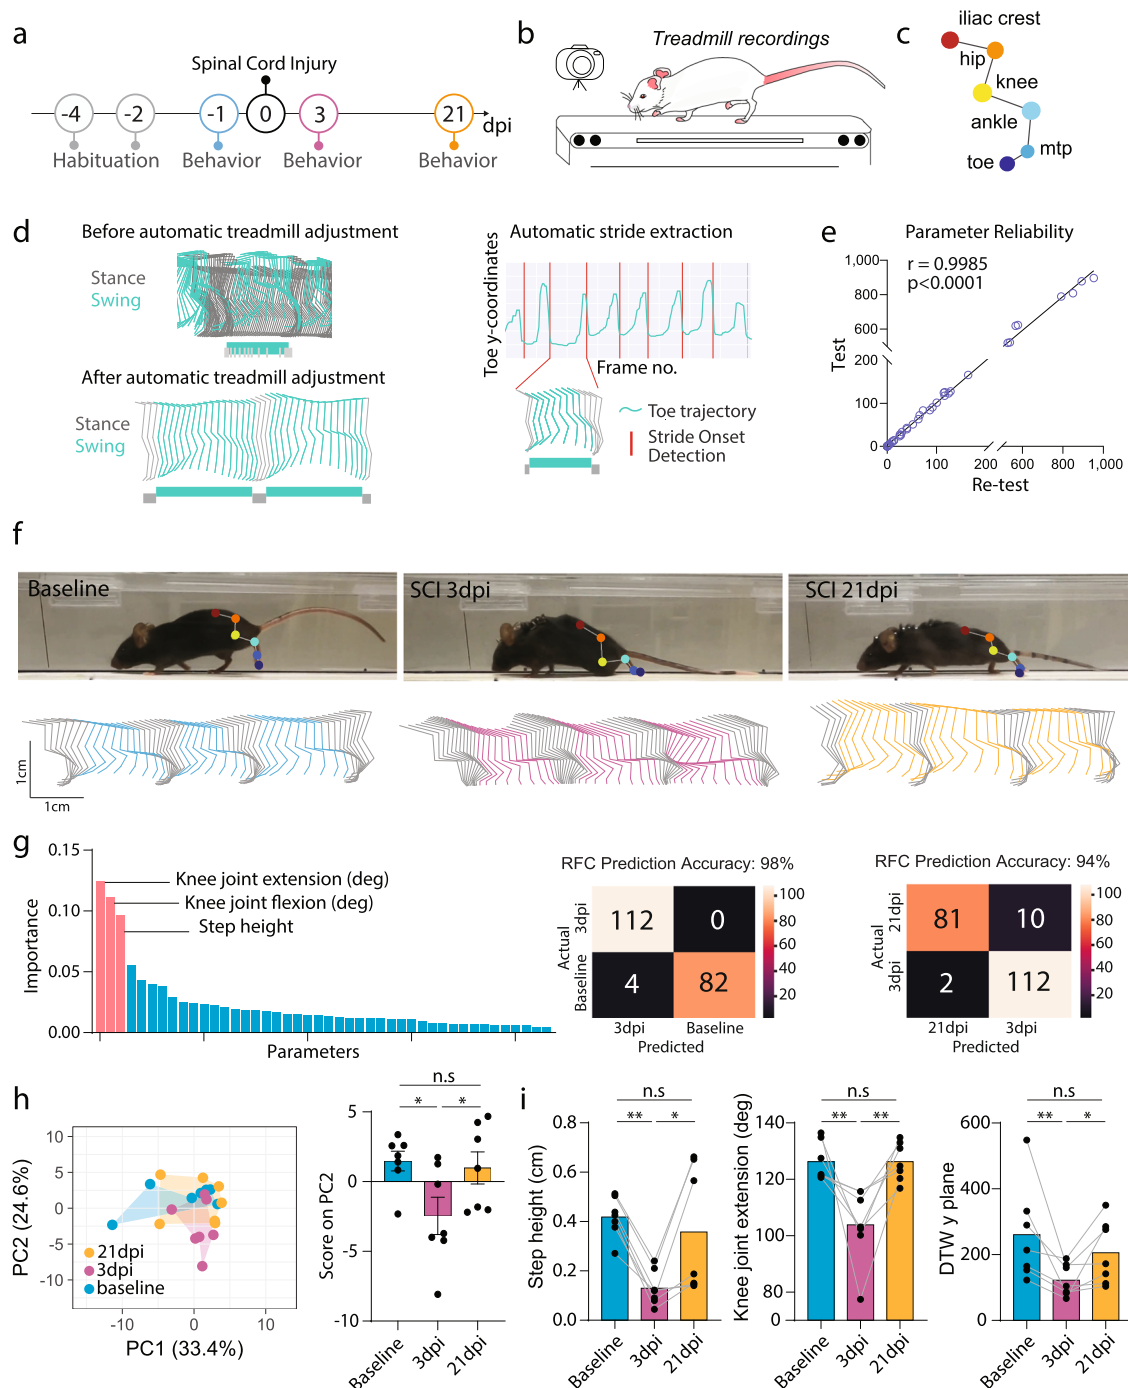 a
Spinal Cord Injury
-4
-2
-1
0
3
21
dpi
Habituation
Behavior
Behavior
Behavior
b
Treadmill recordings
c
iliac crest
hip
knee
ankle
mtp
toe
d
Before automatic treadmill adjustment
Stance
Swing
After automatic treadmill adjustment
Stance
Swing
Automatic stride extraction
Toe y-coordinates
Frame no.
Toe trajectory
Stride Onset
Detection
e
Parameter Reliability
r = 0.9985
p<0.0001
1,000
800
600
200
100
0
Test
0
100
200
600
800
1,000
Re-test
f
Baseline
SCI 3dpi
SCI 21dpi
1cm
1cm
g
0.15
0.10
0.05
0.00
Importance
Knee joint extension (deg)
Knee joint flexion (deg)
Step height
Parameters
RFC Prediction Accuracy: 98%
Actual
3dpi
Baseline
112
0
4
82
3dpi
Baseline
Predicted
100
80
60
40
20
RFC Prediction Accuracy: 94%
Actual
21dpi
3dpi
81
10
2
112
21dpi
3dpi
Predicted
100
80
60
40
20
h
PC2 (24.6%)
10
5
0
-5
-10
21dpi
3dpi
baseline
-10
0
10
PC1 (33.4%)
n.s
*
*
Score on PC2
5
0
-5
-10
Baseline
3dpi
21dpi
i
n.s
**
*
Step height (cm)
0.8
0.6
0.4
0.2
0.0
Baseline
3dpi
21dpi
n.s
**
**
Knee joint extension (deg)
140
120
100
80
0
Baseline
3dpi
21dpi
n.s
**
*
DTW y plane
600
400
200
0
Baseline
3dpi
21dpi